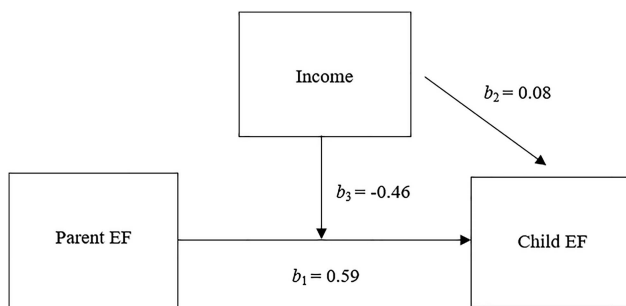 Income
b₂ = 0.08
b₃ = -0.46
Parent EF
Child EF
b₁ = 0.59